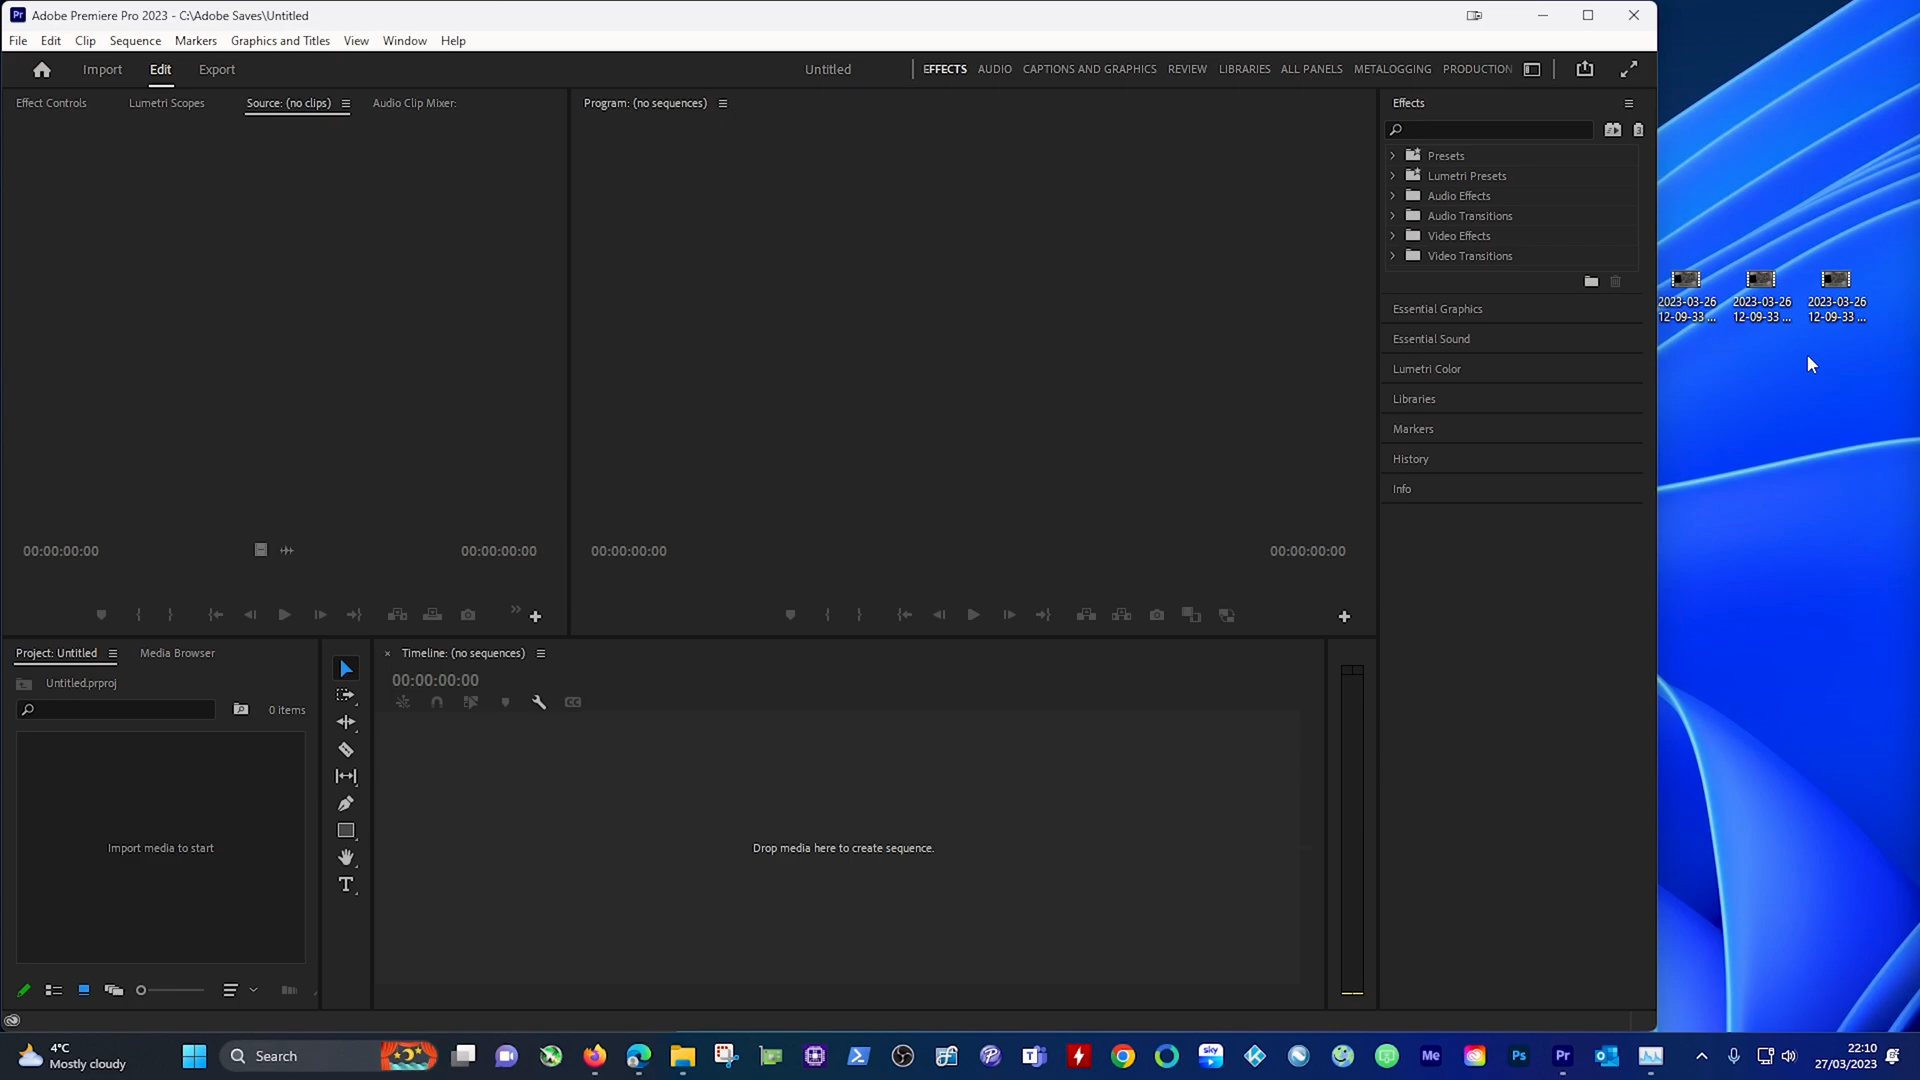 Pr Adobe Premiere Pro 2023 - C:\Adobe Saves\Untitled
File Edit Clip Sequence Markers Graphics and Titles View Window Help
Import Edit Export Untitled EFFECTS AUDIO CAPTIONS AND GRAPHICS REVIEW LIBRARIES ALL PANELS METALOGGING PRODUCTION
Effect Controls Lumetri Scopes Source: (no clips) Audio Clip Mixer:
Program: (no sequences)
Effects
Presets
Lumetri Presets
Audio Effects
Audio Transitions
Video Effects
Video Transitions
Essential Graphics
Essential Sound
Lumetri Color
Libraries
Markers
History
Info
2023-03-26 2023-03-26 2023-03-26
12-09-33 ... 12-09-33 ... 12-09-33 ...
00:00:00:00 00:00:00:00 00:00:00:00 00:00:00:00
Project: Untitled Media Browser
Untitled.prproj
0 Items
Import media to start
× Timeline: (no sequences)
00:00:00:00
CC
Drop media here to create sequence.
4°C
Mostly cloudy
Search
sky
Me
Ps
Pr
22:10
27/03/2023